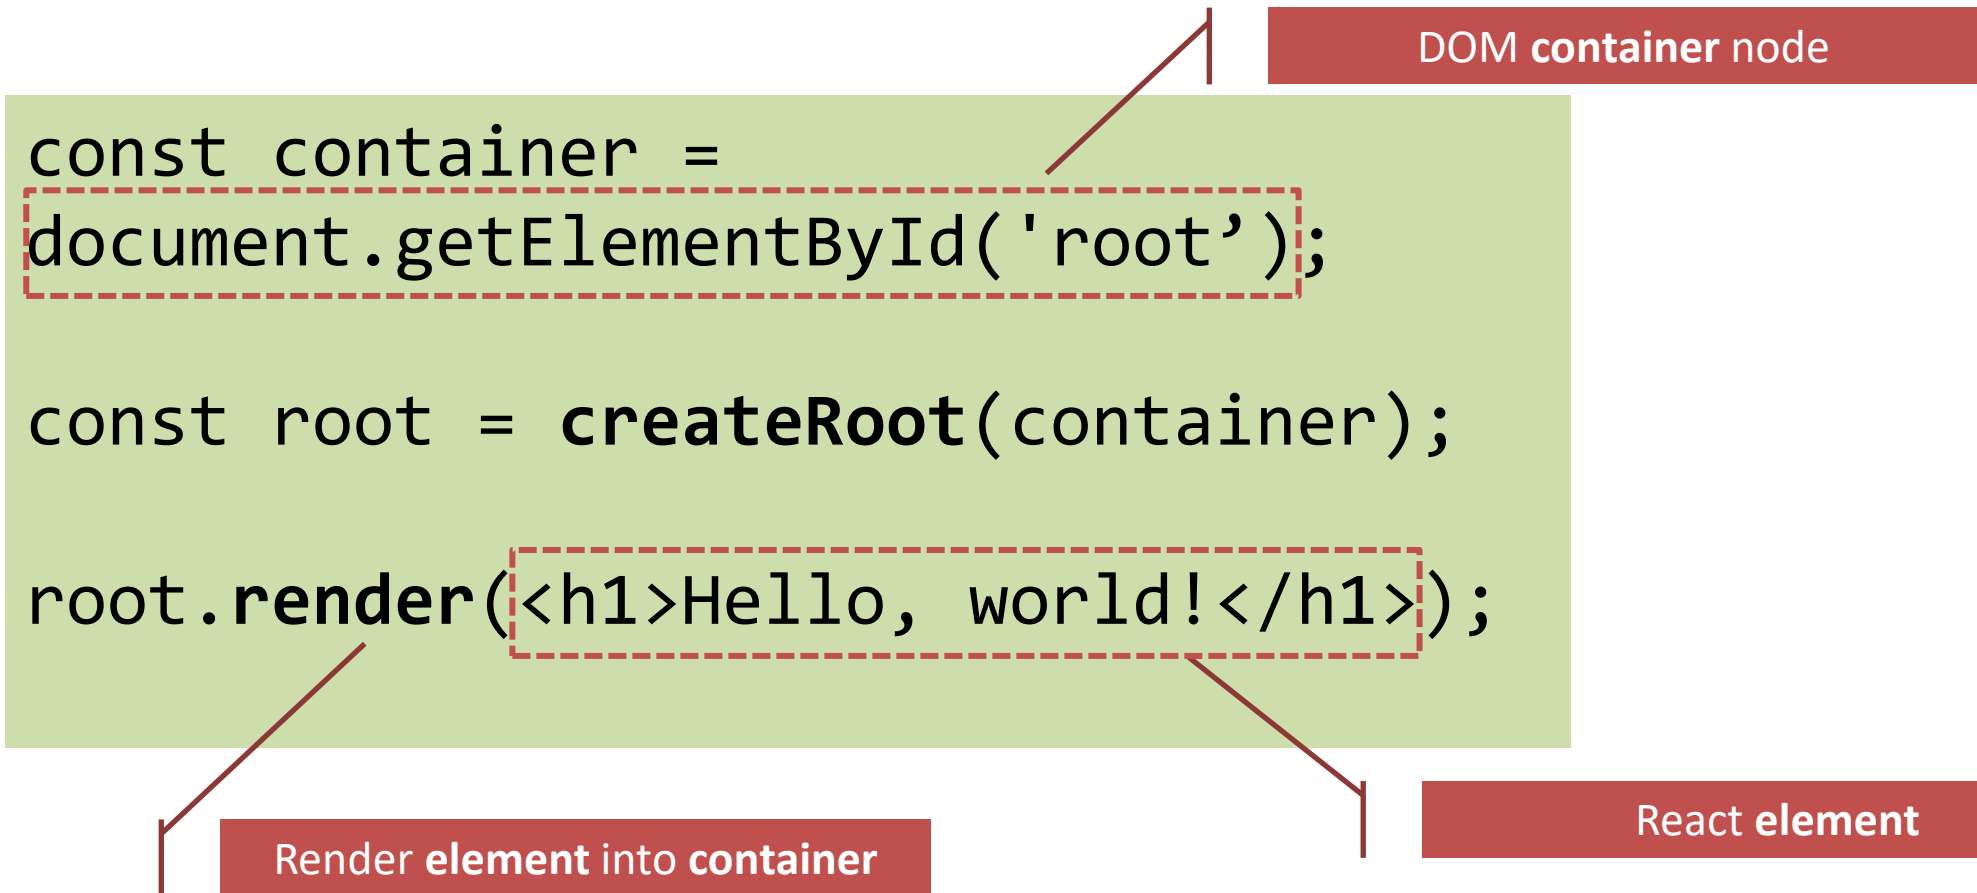 DOM container node
const container =
document.getElementById('root’);
const root = createRoot(container);
root.render(<h1>Hello, world!</h1>);
React element
Render element into container